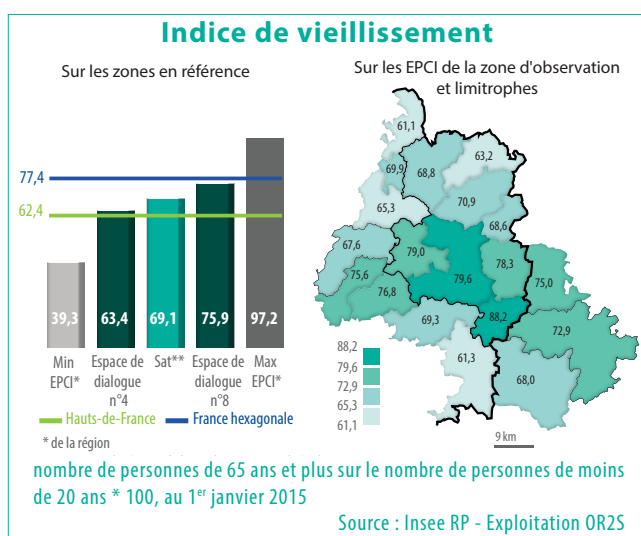 Indice de vieillissement
Sur les zones en référence
77,4
62,4
39,3
63,4
69,1
75,9
97,2
Min
EPCI*
Espace de
dialogue
n°4
Sat**
Espace de
dialogue
n°8
Max
EPCI*
Hauts-de-France
France hexagonale
* de la région
Sur les EPCI de la zone d'observation
et limitrophes
61,1
69,9
68,8
63,2
65,3
70,9
68,6
67,6
79,0
79,6
78,3
75,0
75,6
76,8
69,3
88,2
72,9
61,3
68,0
88,2
79,6
72,9
65,3
61,1
9 km
nombre de personnes de 65 ans et plus sur le nombre de personnes de moins
de 20 ans * 100, au 1er janvier 2015
Source : Insee RP - Exploitation OR2S